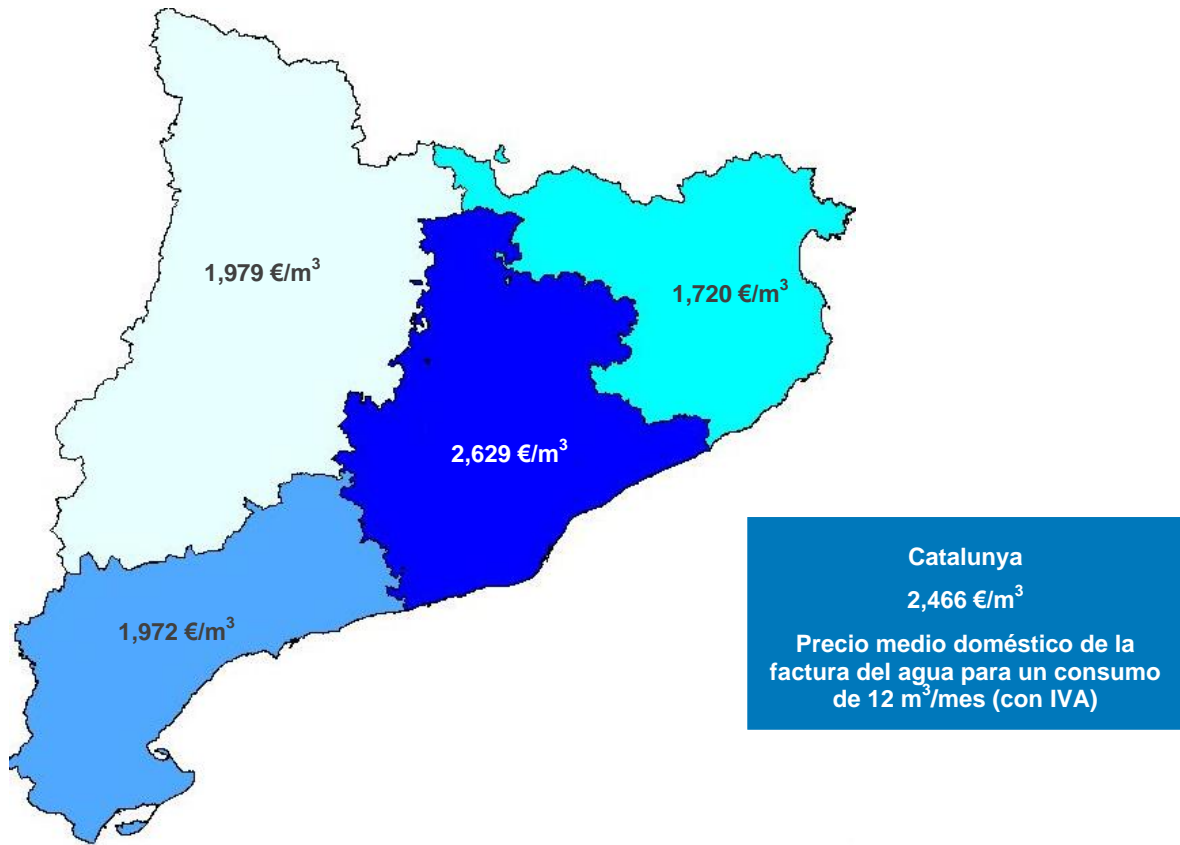 1,979 €/m³
1,720 €/m³
2,629 €/m³
1,972 €/m³
Catalunya
2,466 €/m³
Precio medio doméstico de la
factura del agua para un consumo
de 12 m³/mes (con IVA)